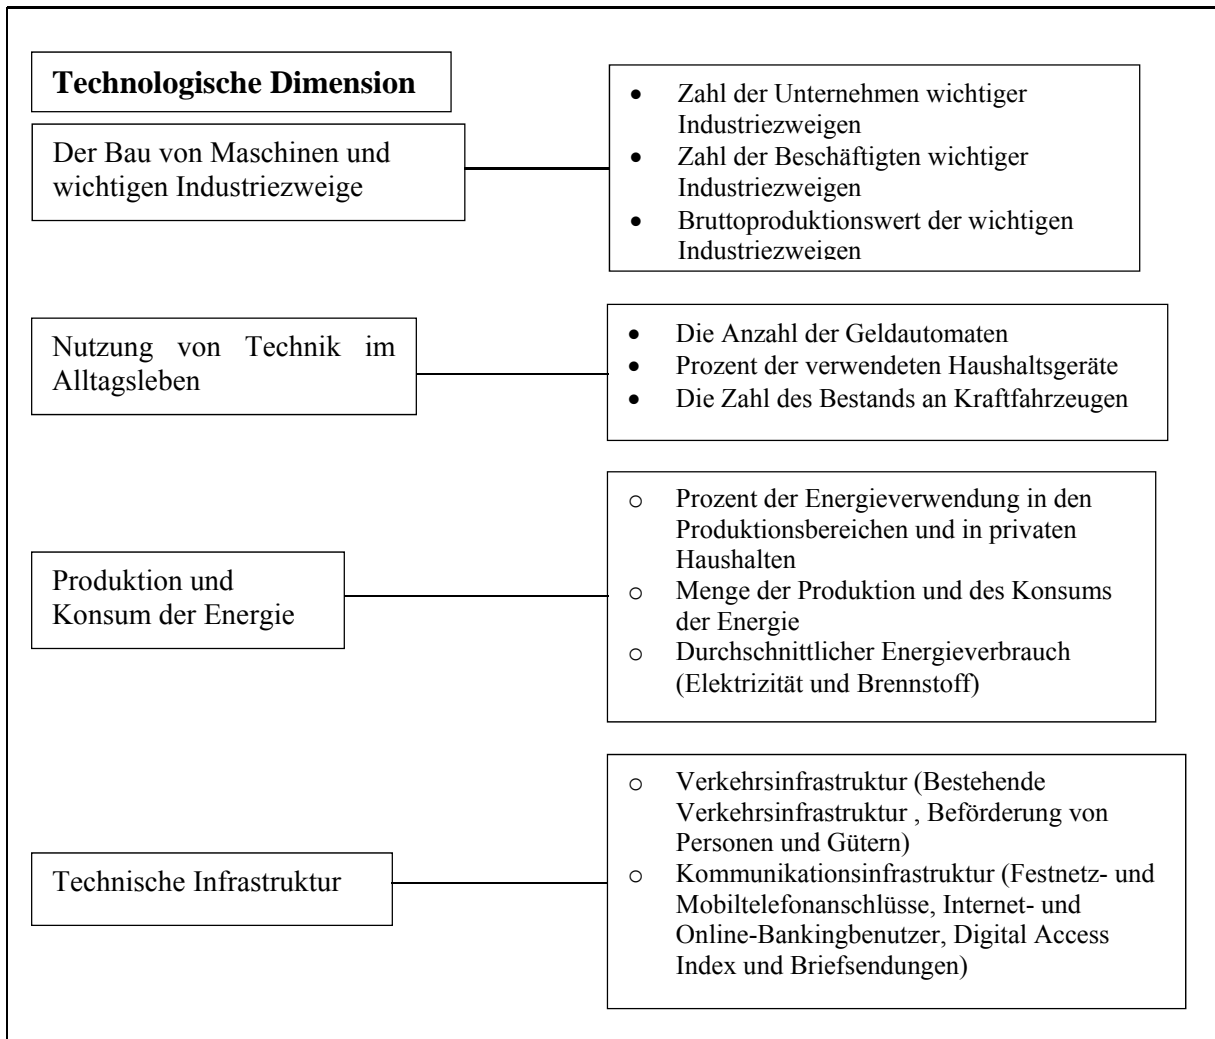 Technologische Dimension
Der Bau von Maschinen und
wichtigen Industriezweige
• Zahl der Unternehmen wichtiger
Industriezweigen
• Zahl der Beschäftigten wichtiger
Industriezweigen
• Bruttoproduktionswert der wichtigen
Industriezweigen
Nutzung von Technik im
Alltagsleben
• Die Anzahl der Geldautomaten
• Prozent der verwendeten Haushaltsgeräte
• Die Zahl des Bestands an Kraftfahrzeugen
Produktion und
Konsum der Energie
o Prozent der Energieverwendung in den
Produktionsbereichen und in privaten
Haushalten
o Menge der Produktion und des Konsums
der Energie
o Durchschnittlicher Energieverbrauch
(Elektrizität und Brennstoff)
Technische Infrastruktur
o Verkehrsinfrastruktur (Bestehende
Verkehrsinfrastruktur , Beförderung von
Personen und Gütern)
o Kommunikationsinfrastruktur (Festnetz- und
Mobiltelefonanschlüsse, Internet- und
Online-Bankingbenutzer, Digital Access
Index und Briefsendungen)